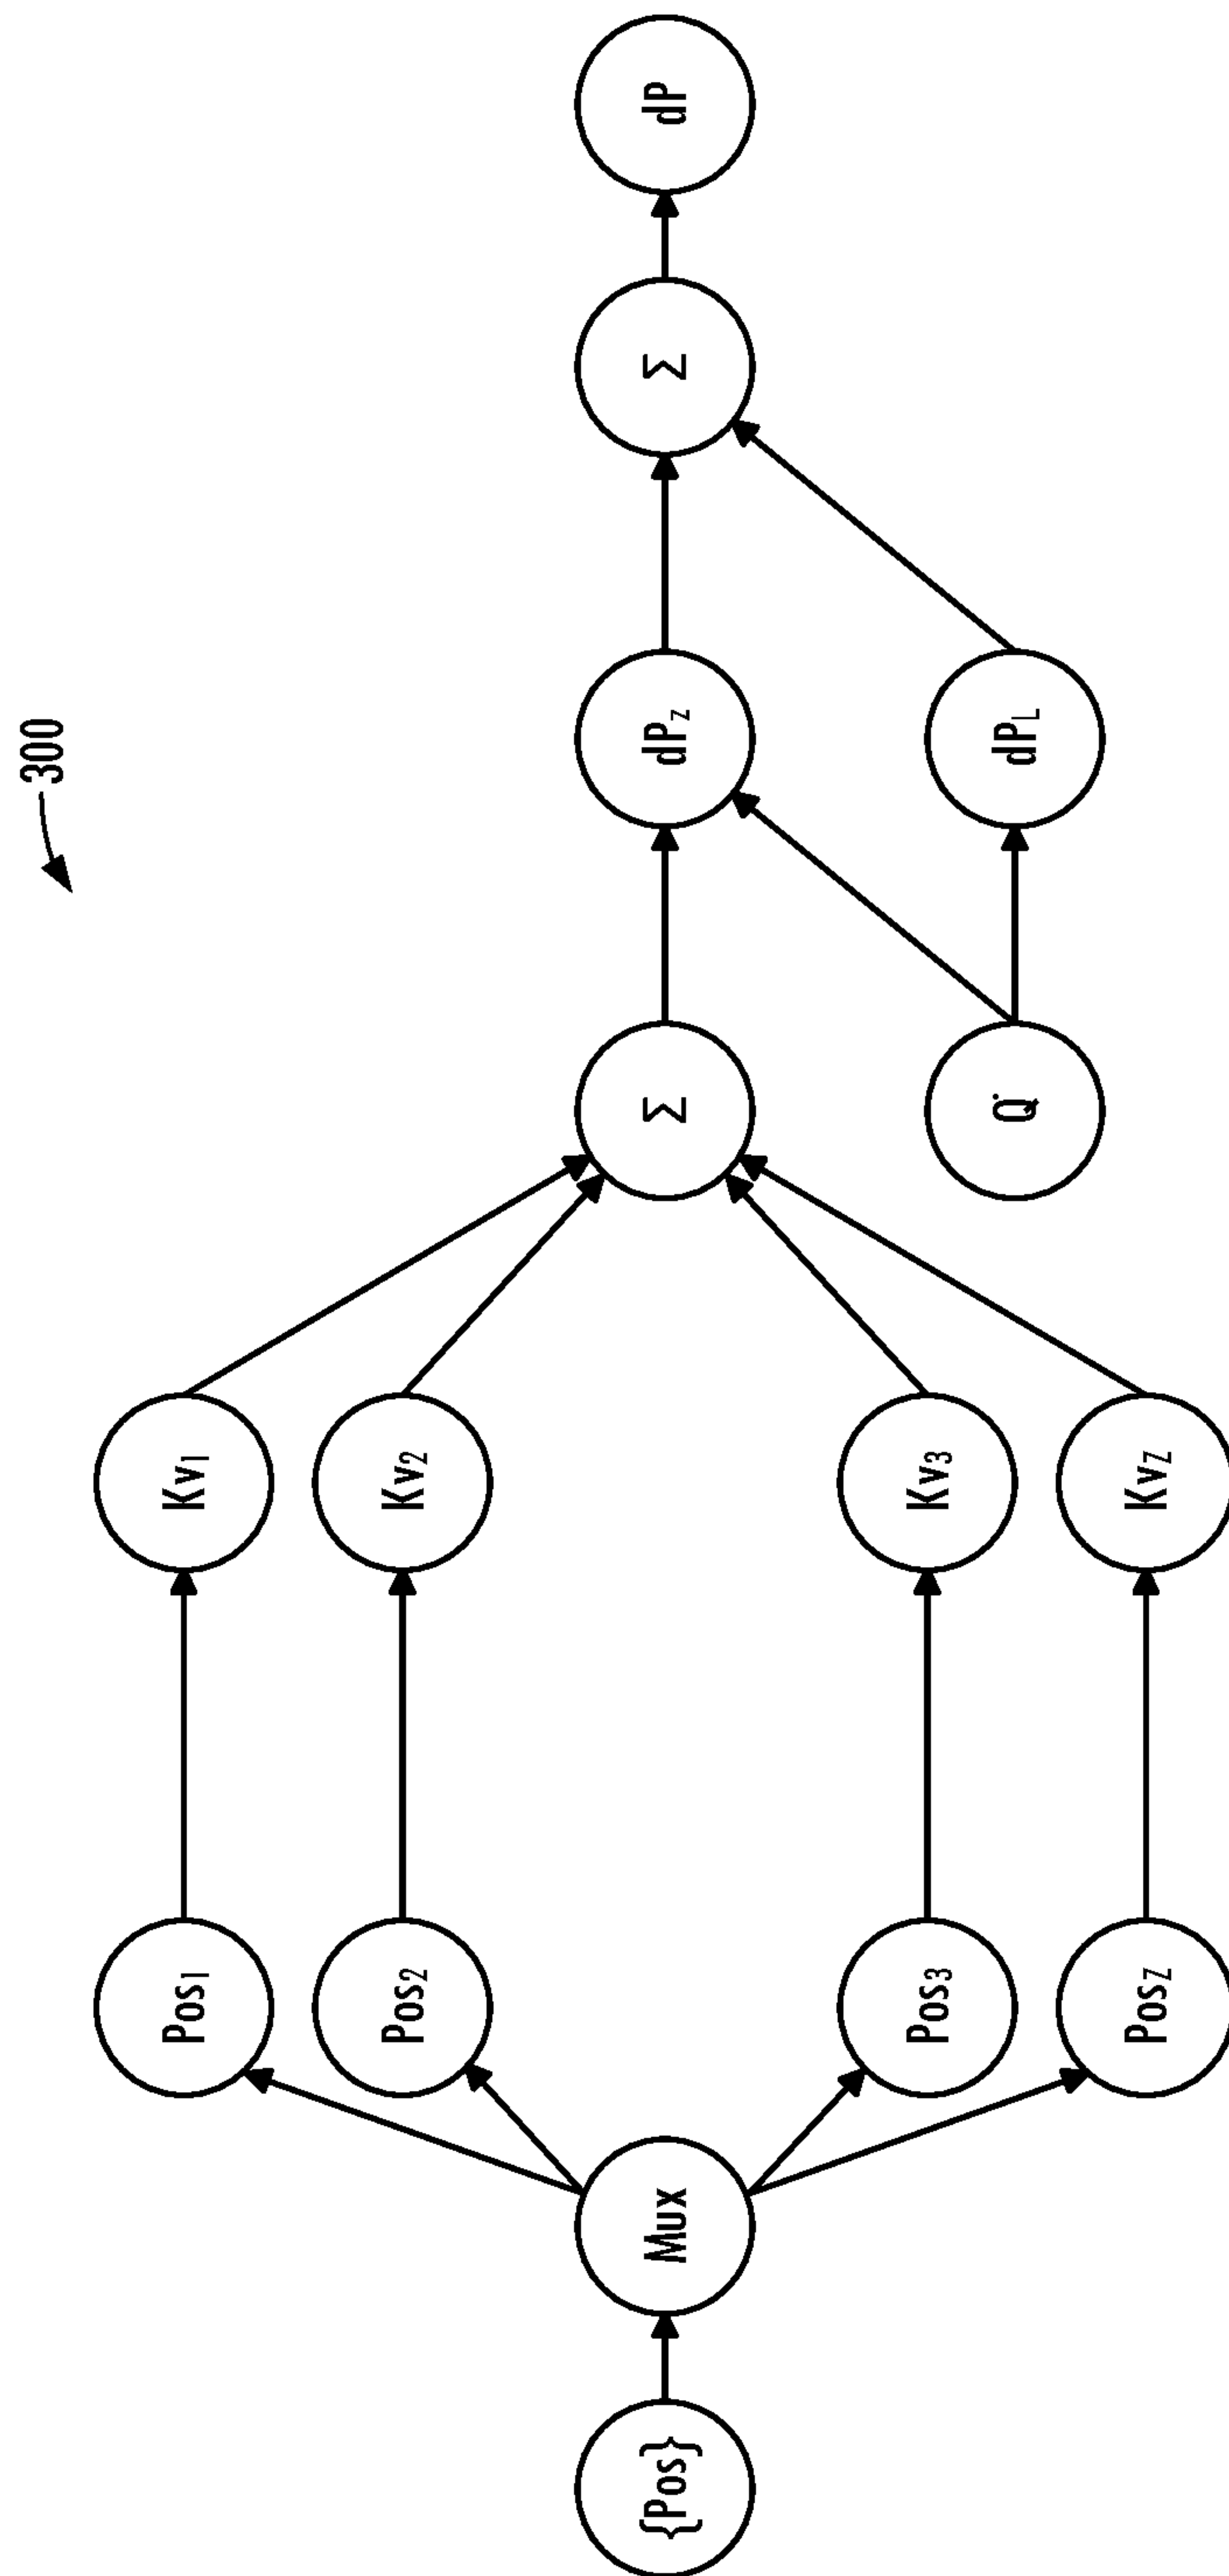 300
{Pos}
Mux
Pos1
Pos2
Pos3
PosZ
Kv1
Kv2
Kv3
KvZ
Σ
Q̇
dPz
dPL
Σ
dP